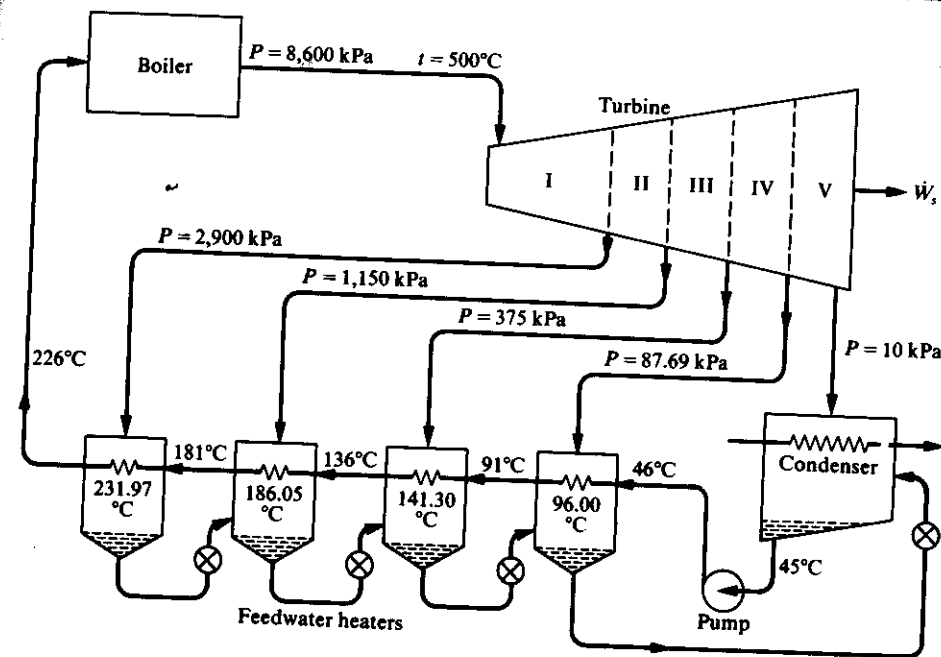 Boiler
P = 8,600 kPa
t = 500°C
Turbine
I
II
III
IV
V
Ẇs
P = 2,900 kPa
P = 1,150 kPa
P = 375 kPa
P = 87.69 kPa
P = 10 kPa
226°C
181°C
136°C
91°C
46°C
Condenser
231.97
°C
186.05
°C
141.30
°C
96.00
°C
45°C
Feedwater heaters
Pump